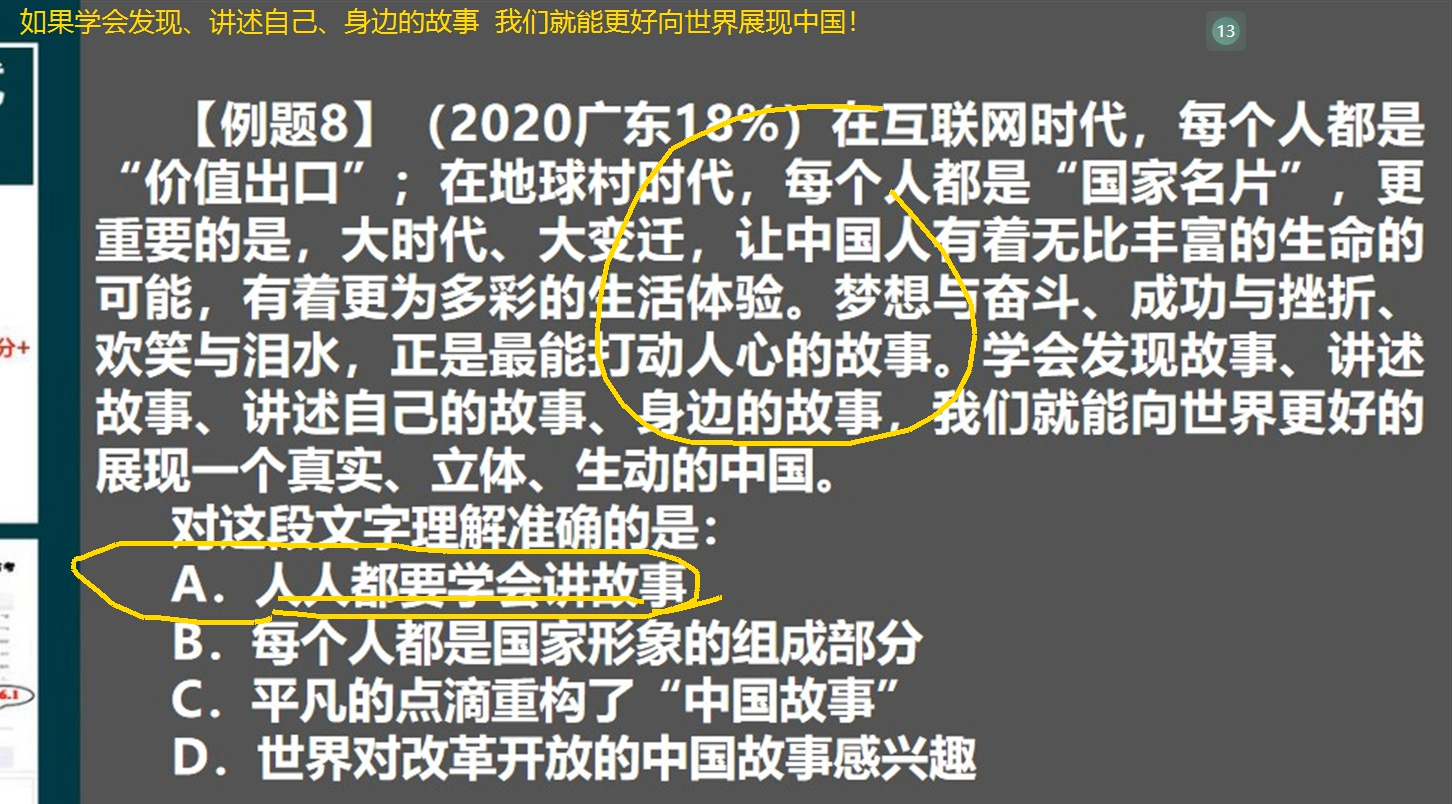 如果学会发现、讲述自己、身边的故事 我们就能更好向世界展现中国！
13
【例题8】（2020广东18%）在互联网时代，每个人都是
“价值出口”；在地球村时代，每个人都是“国家名片”，更
重要的是，大时代、大变迁，让中国人有着无比丰富的生命的
可能，有着更为多彩的生活体验。梦想与奋斗、成功与挫折、
欢笑与泪水，正是最能打动人心的故事。学会发现故事、讲述
故事、讲述自己的故事、身边的故事，我们就能向世界更好的
展现一个真实、立体、生动的中国。
对这段文字理解准确的是：
A．人人都要学会讲故事
B．每个人都是国家形象的组成部分
C．平凡的点滴重构了“中国故事”
D．世界对改革开放的中国故事感兴趣
分+
6.1